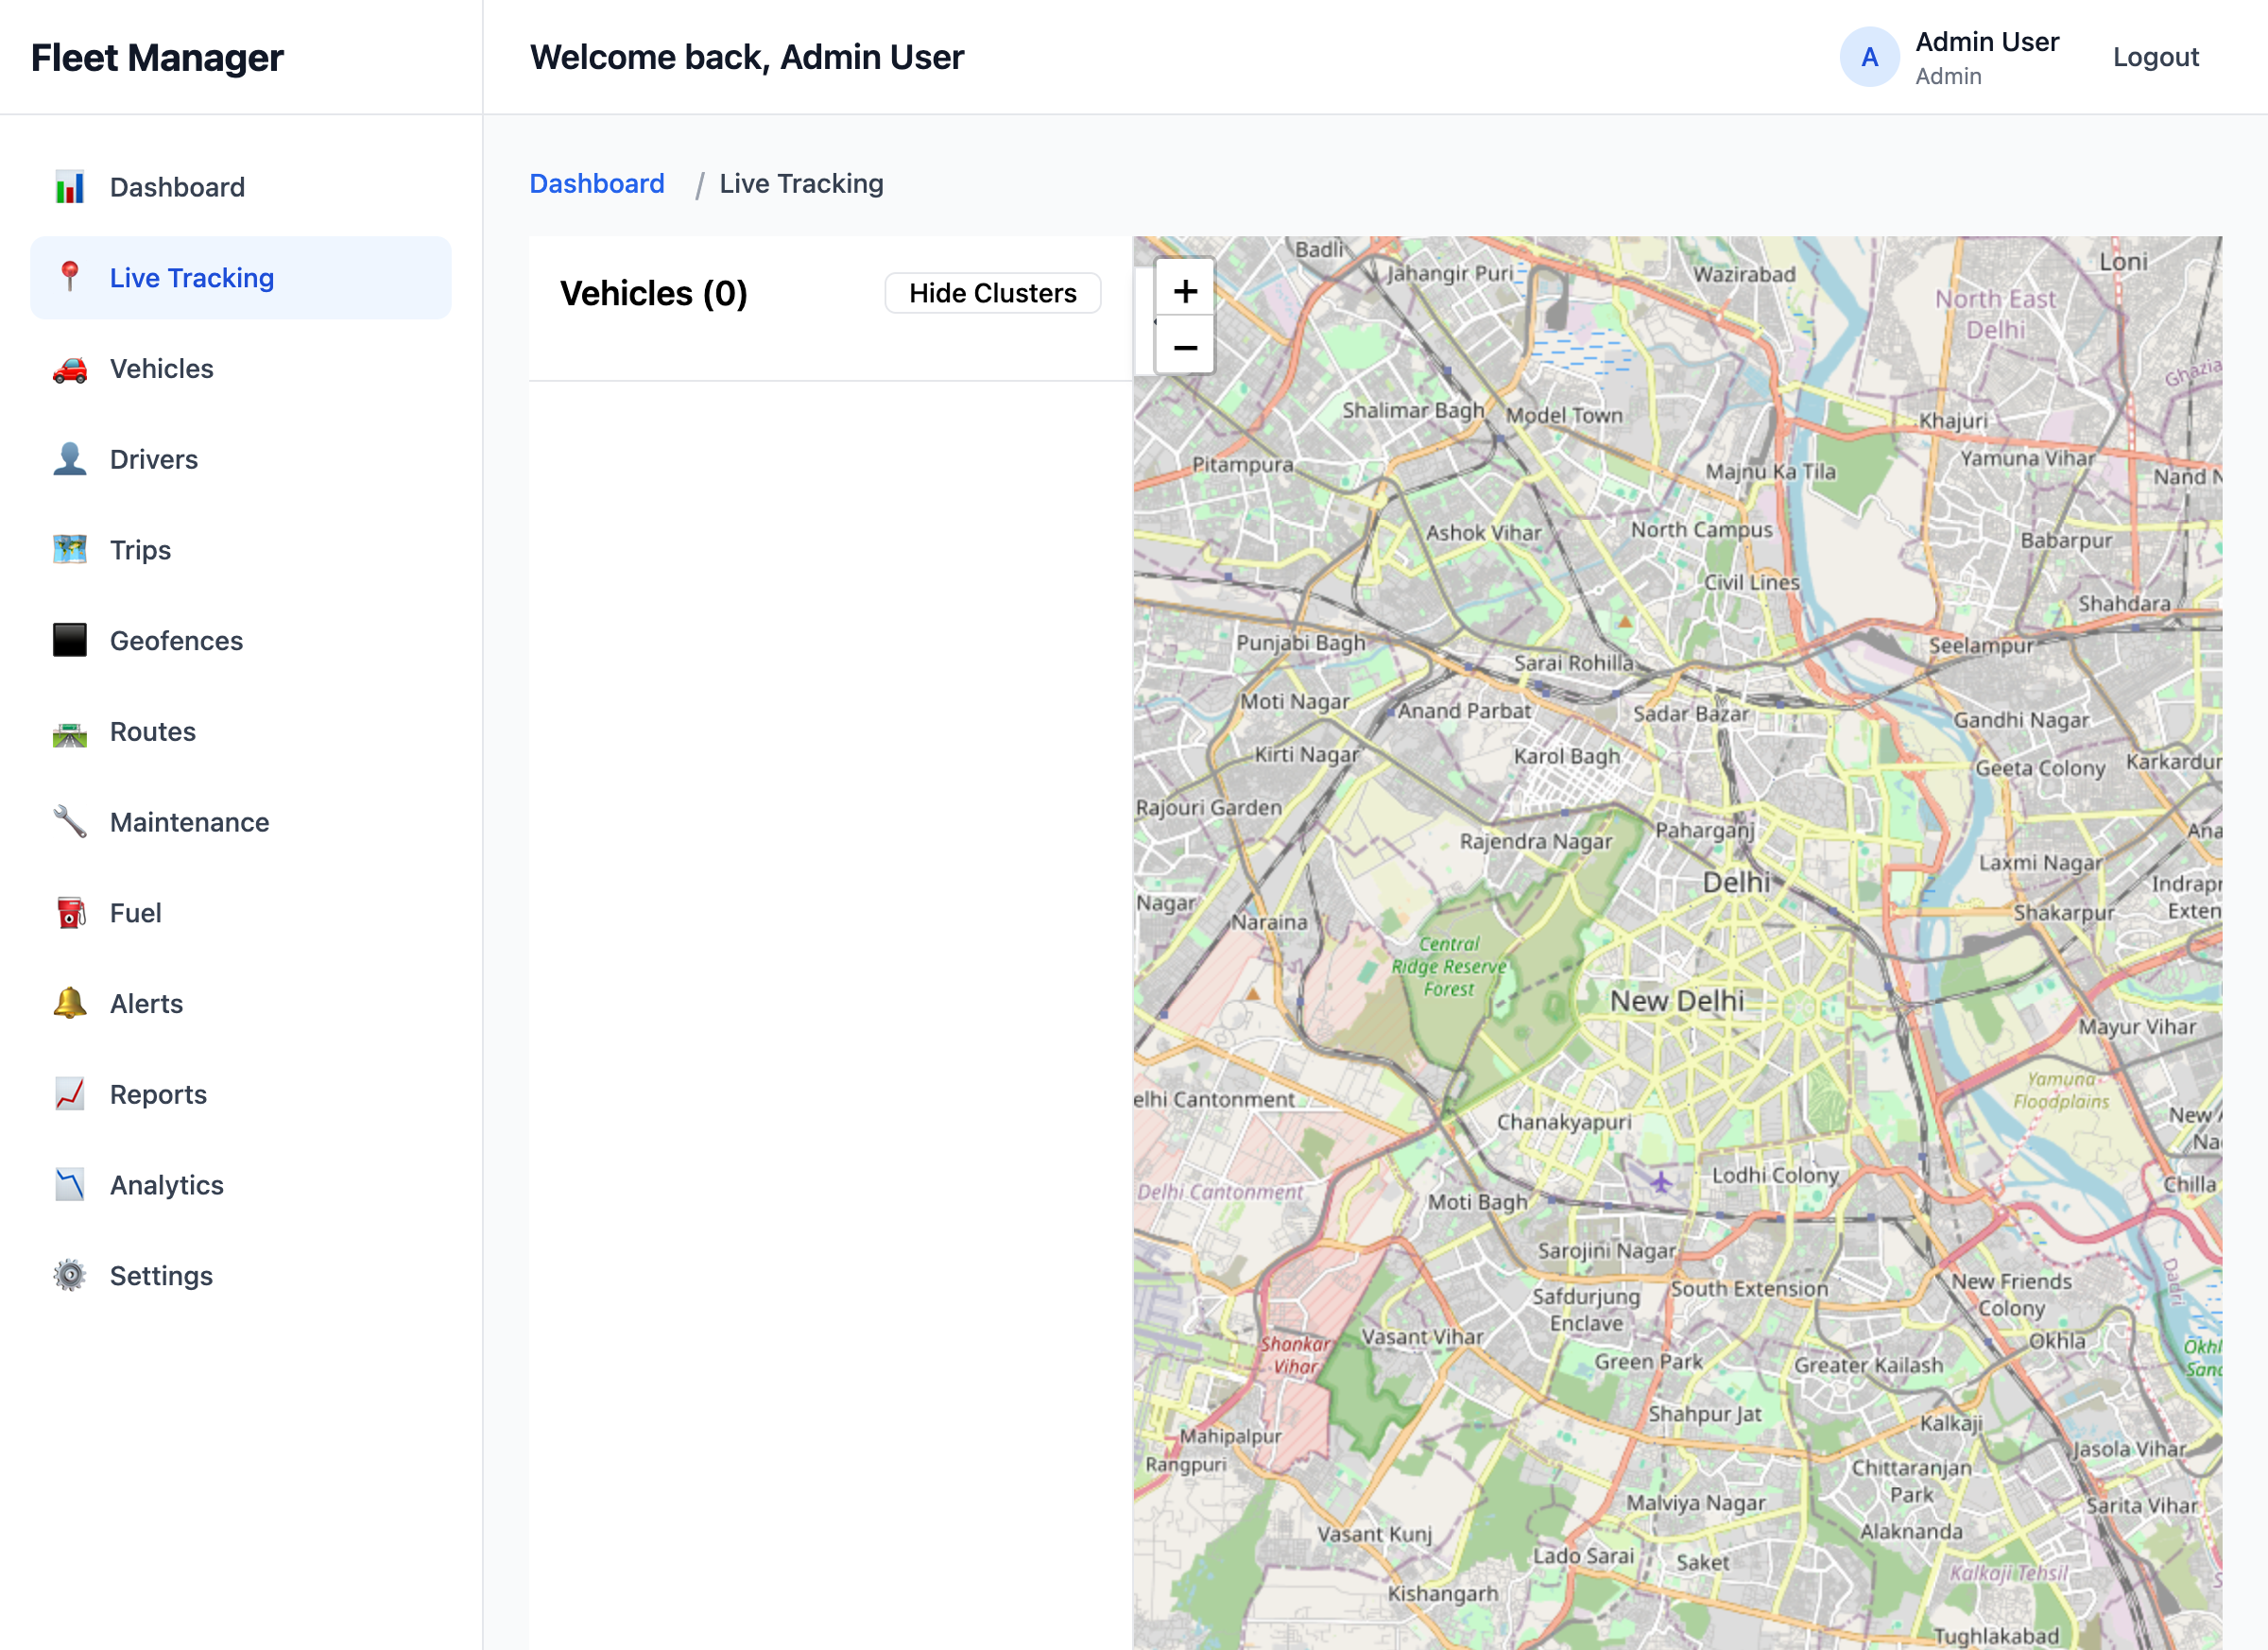 Fleet Manager
Welcome back, Admin User
A
Admin User
Admin
Logout
Dashboard
Live Tracking
Vehicles
Drivers
Trips
Geofences
Routes
Maintenance
Fuel
Alerts
Reports
Analytics
Settings
Dashboard / Live Tracking
Vehicles (0)
Hide Clusters
+
−
Badli
Jahangir Puri
Wazirabad
Loni
North East
Delhi
Ghazia
Shalimar Bagh
Model Town
Khajuri
Pitampura
Majnu Ka Tila
Yamuna Vihar
Nand N
Ashok Vihar
North Campus
Babarpur
Civil Lines
Shahdara
Punjabi Bagh
Sarai Rohilla
Seelampur
Moti Nagar
Anand Parbat
Sadar Bazar
Gandhi Nagar
Kirti Nagar
Karol Bagh
Geeta Colony
Karkardur
Rajouri Garden
Rajendra Nagar
Paharganj
Ana
Laxmi Nagar
Delhi
Indrapr
Exten
Nagar
Naraina
Shakarpur
Central
Ridge Reserve
Forest
New Delhi
Mayur Vihar
Yamuna
Floodplains
elhi Cantonment
Chanakyapuri
New A
Na
Delhi Cantonment
Moti Bagh
Lodhi Colony
Chilla
Sarojini Nagar
South Extension
New Friends
Colony
Dadri
Safdurjung
Enclave
Shankar
Vihar
Vasant Vihar
Okhla
Okhl
Sanc
Green Park
Greater Kailash
Shahpur Jat
Kalkaji
Mahipalpur
Jasola Vihar
Rangpuri
Chittaranjan
Park
Malviya Nagar
Sarita Vihar
Vasant Kunj
Alaknanda
Lado Sarai
Saket
Kalkaji Tehsil
S
Kishangarh
Tughlakabad